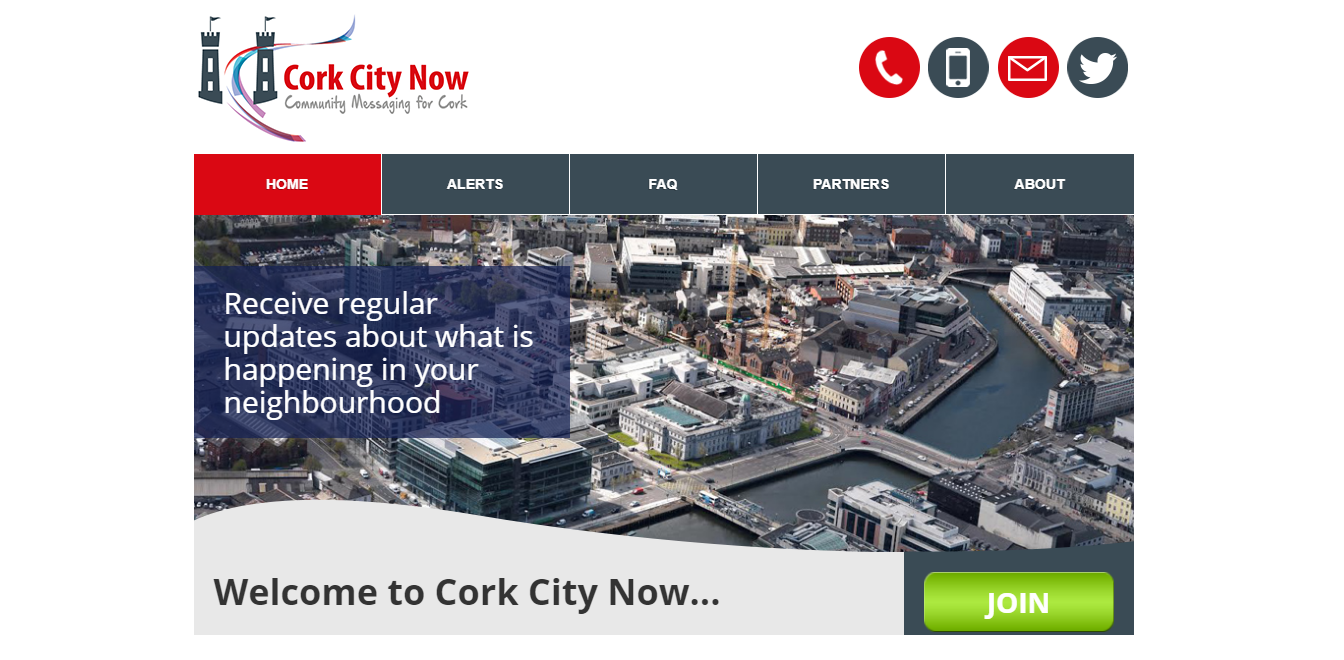 Cork City Now
Community Messaging for Cork
HOME
ALERTS
FAQ
PARTNERS
ABOUT
Receive regular
updates about what is
happening in your
neighbourhood
Welcome to Cork City Now...
JOIN